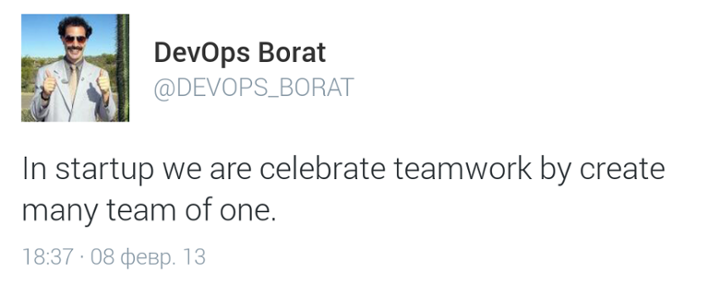 DevOps Borat
@DEVOPS_BORAT
In startup we are celebrate teamwork by create
many team of one.
18:37 · 08 февр. 13